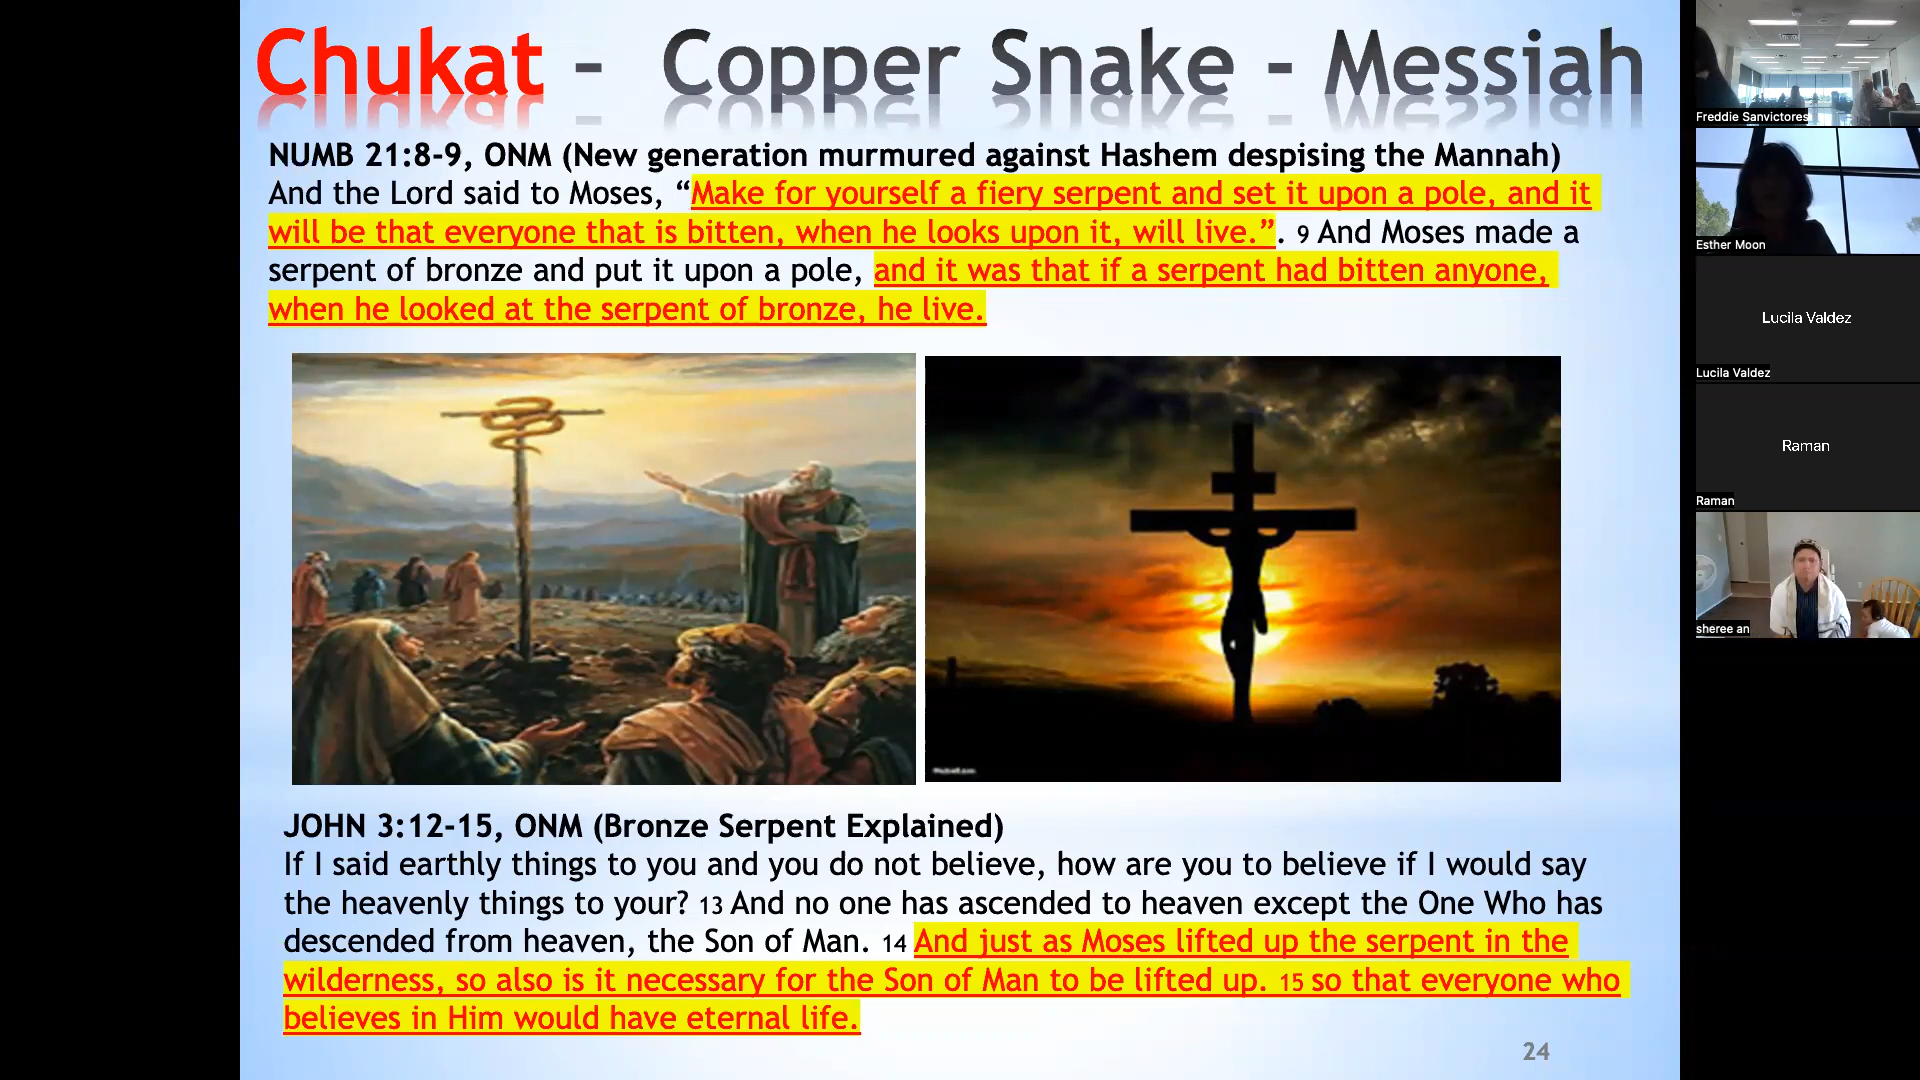 Chukat - Copper Snake - Messiah
NUMB 21:8-9, ONM (New generation murmured against Hashem despising the Mannah)
And the Lord said to Moses, “Make for yourself a fiery serpent and set it upon a pole, and it
will be that everyone that is bitten, when he looks upon it, will live.”. 9 And Moses made a
serpent of bronze and put it upon a pole, and it was that if a serpent had bitten anyone,
when he looked at the serpent of bronze, he live.
JOHN 3:12-15, ONM (Bronze Serpent Explained)
If I said earthly things to you and you do not believe, how are you to believe if I would say
the heavenly things to your? 13 And no one has ascended to heaven except the One Who has
descended from heaven, the Son of Man. 14 And just as Moses lifted up the serpent in the
wilderness, so also is it necessary for the Son of Man to be lifted up. 15 so that everyone who
believes in Him would have eternal life.
24
Freddie Sanvictores
Esther Moon
Lucila Valdez
Lucila Valdez
Raman
Raman
sheree an